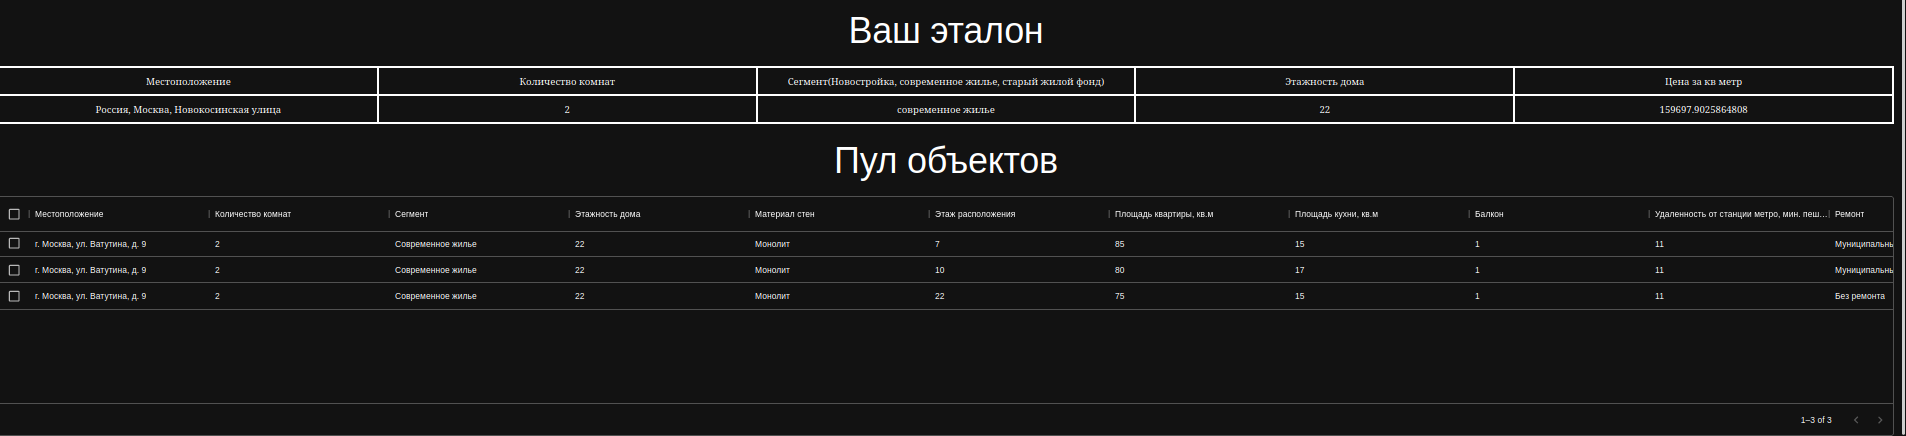 Ваш эталон
Местоположение Количество комнат Сегмент(Новостройка, современное жилье, старый жилой фонд) Этажность дома Цена за кв метр
Россия, Москва, Новокосинская улица 2 современное жилье 22 159697.9025864808
Пул объектов
Местоположение Количество комнат Сегмент Этажность дома Материал стен Этаж расположения Площадь квартиры, кв.м Площадь кухни, кв.м Балкон Удаленность от станции метро, мин. пеш... Ремонт
г. Москва, ул. Ватутина, д. 9 2 Современное жилье 22 Монолит 7 85 15 1 11 Муниципальны
г. Москва, ул. Ватутина, д. 9 2 Современное жилье 22 Монолит 10 80 17 1 11 Муниципальны
г. Москва, ул. Ватутина, д. 9 2 Современное жилье 22 Монолит 22 75 15 1 11 Без ремонта
1–3 of 3